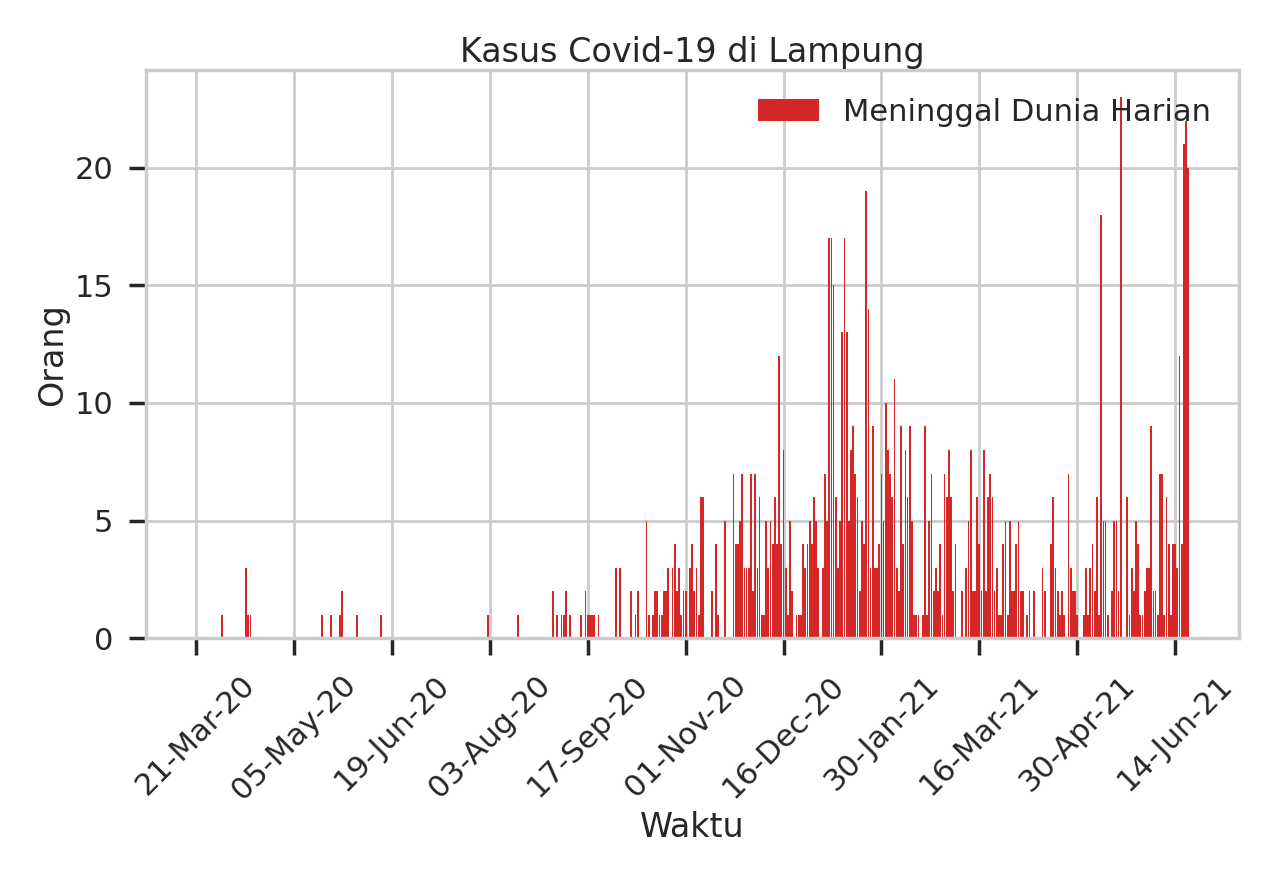 Kasus Covid-19 di Lampung
Meninggal Dunia Harian
Orang
20
15
10
5
0
21-Mar-20
05-May-20
19-Jun-20
03-Aug-20
17-Sep-20
01-Nov-20
16-Dec-20
30-Jan-21
16-Mar-21
30-Apr-21
14-Jun-21
Waktu